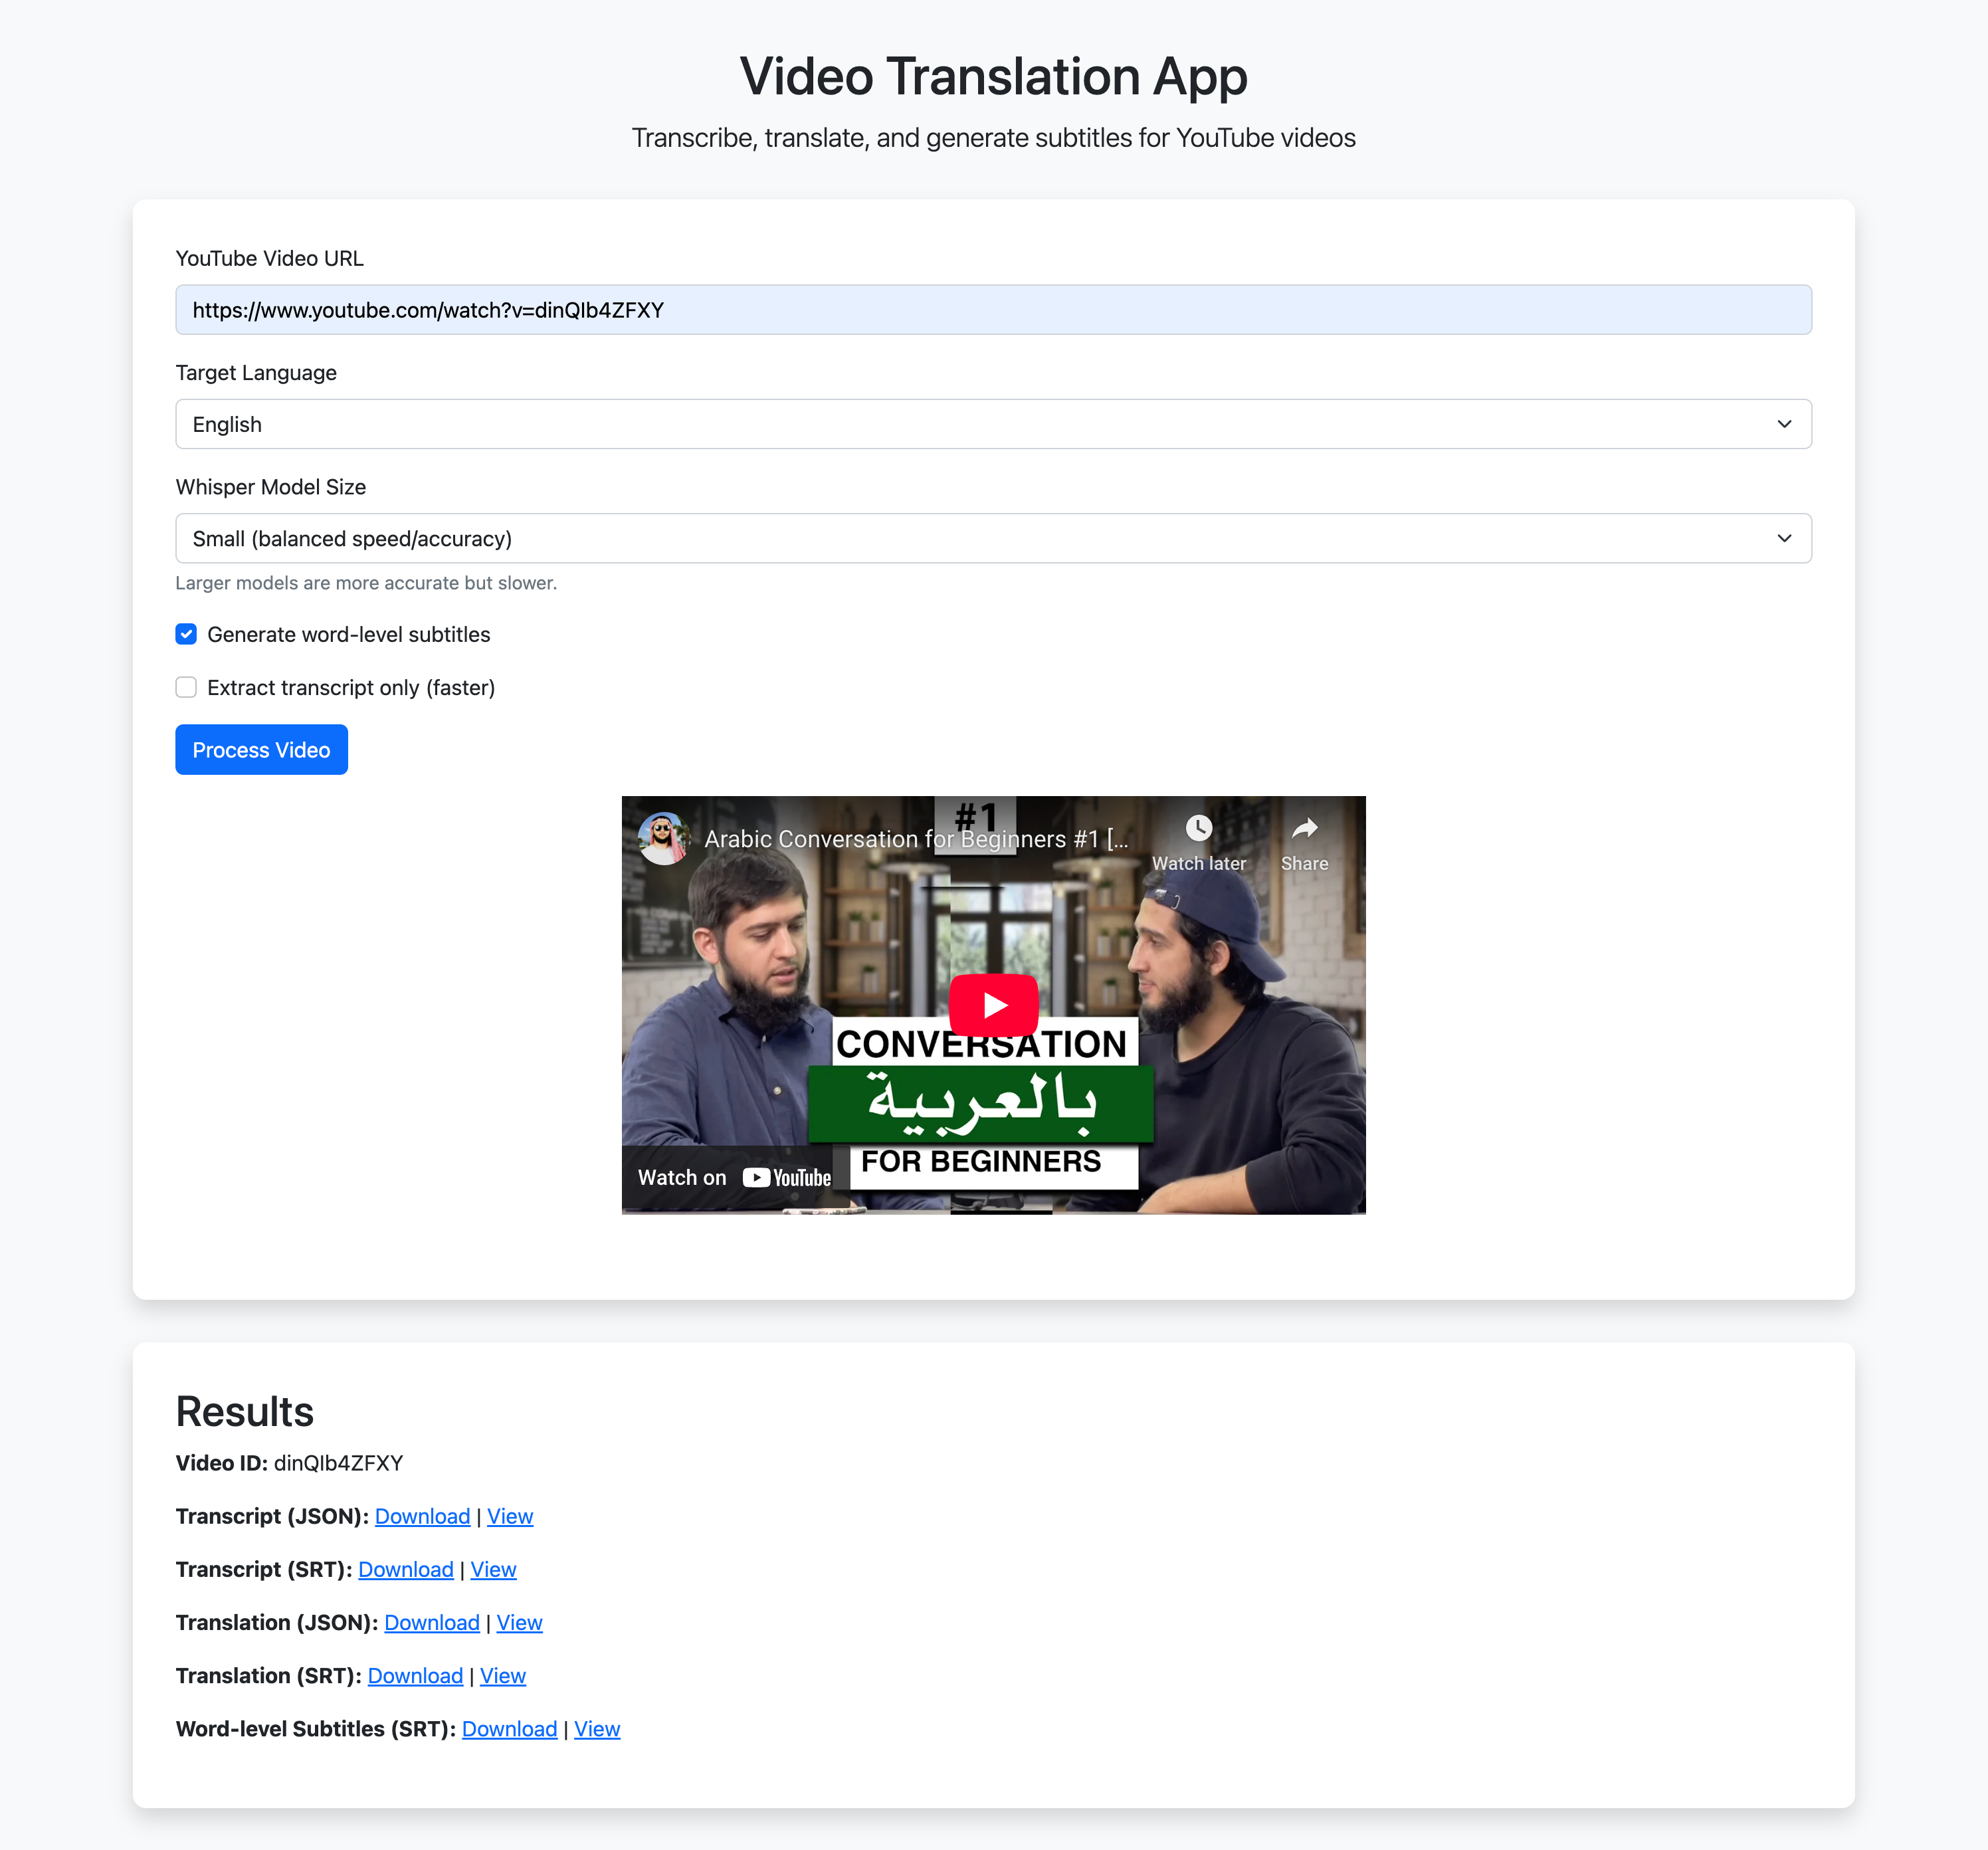 Video Translation App
Transcribe, translate, and generate subtitles for YouTube videos
YouTube Video URL
https://www.youtube.com/watch?v=dinQIb4ZFXY
Target Language
English
Whisper Model Size
Small (balanced speed/accuracy)
Larger models are more accurate but slower.
Generate word-level subtitles
Extract transcript only (faster)
Process Video
#1
Arabic Conversation for Beginners #1 [...
Watch later
Share
CONVERSATION
بالعربية
FOR BEGINNERS
Watch on YouTube
Results
Video ID: dinQIb4ZFXY
Transcript (JSON): Download | View
Transcript (SRT): Download | View
Translation (JSON): Download | View
Translation (SRT): Download | View
Word-level Subtitles (SRT): Download | View